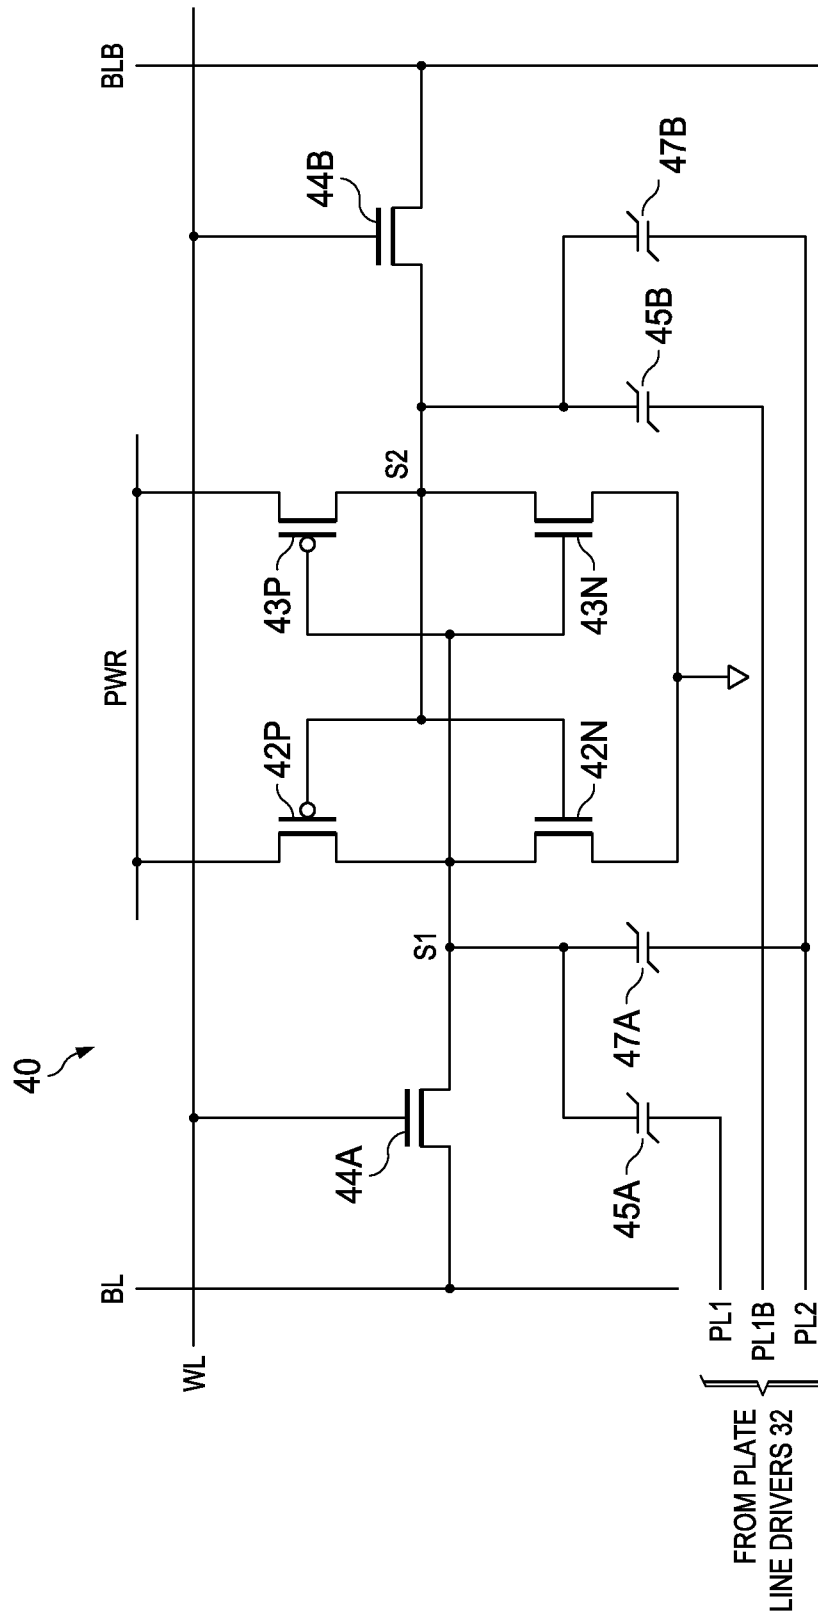 40
BL
PWR
BLB
WL
44A
44B
42P
43P
S1
S2
42N
43N
45A
47A
45B
47B
PL1
PL1B
PL2
FROM PLATE
LINE DRIVERS 32